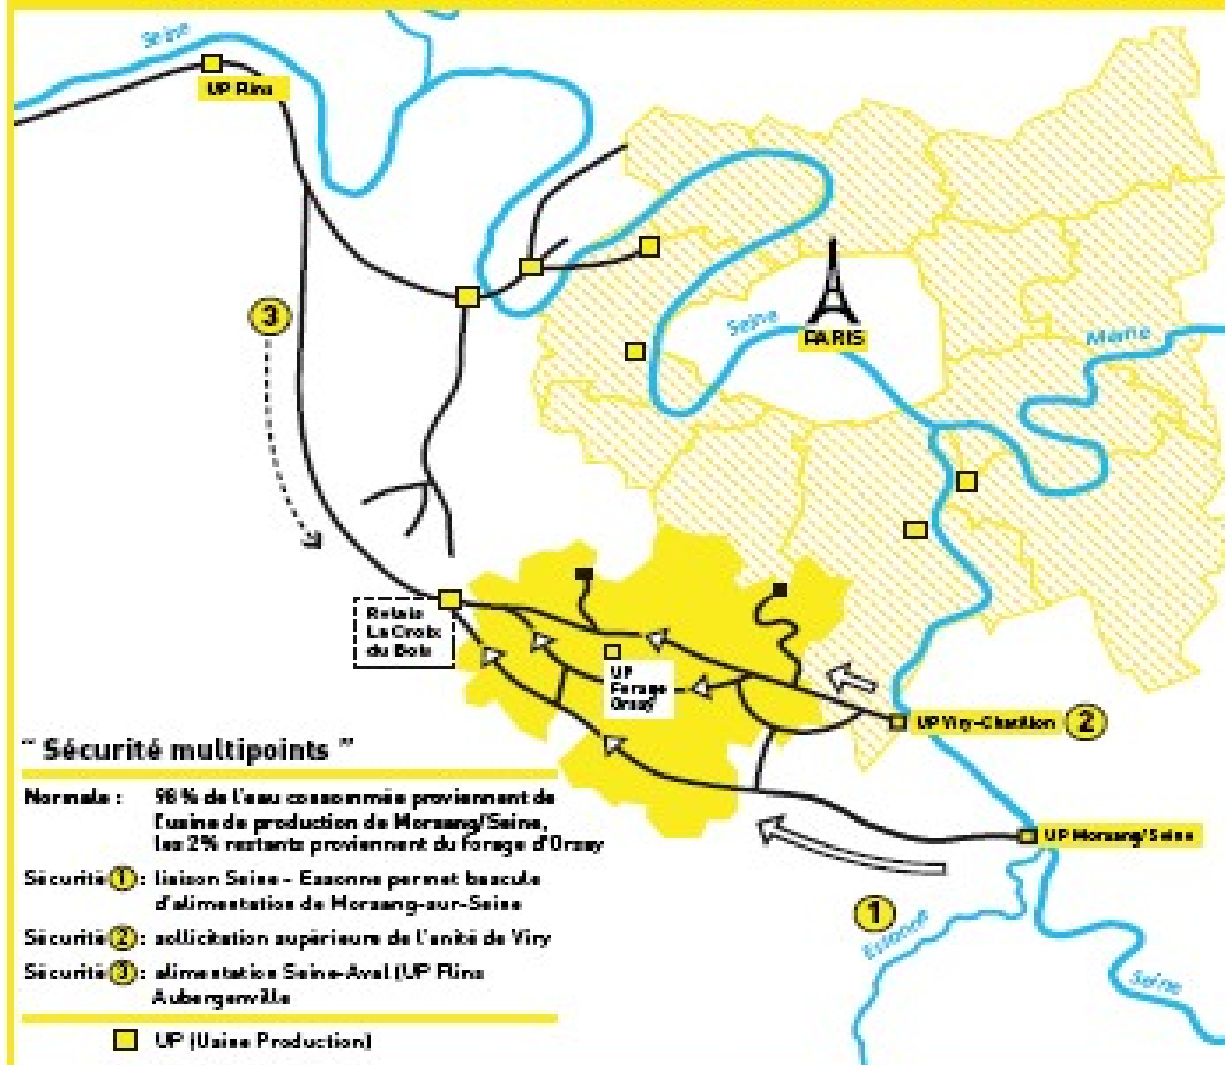 Seine
UP Flins
3
Seine
PARIS
Marne
Relais
La Croix
du Bois
UP
Forage
Orsay
UP Viry-Chatillon 2
UP Morsang/Seine
1
Essonne
Seine
" Sécurité multipoints "
Normale : 98 % de l'eau consommée proviennent de
l'usine de production de Morsang/Seine,
les 2% restants proviennent du forage d'Orsay
Sécurité 1 : liaison Seine - Essonne permet bascule
d'alimentation de Morsang-sur-Seine
Sécurité 2 : sollicitation supérieure de l'unité de Viry
Sécurité 3 : alimentation Seine-Aval (UP Flins
Aubergenville
UP (Usine Production)